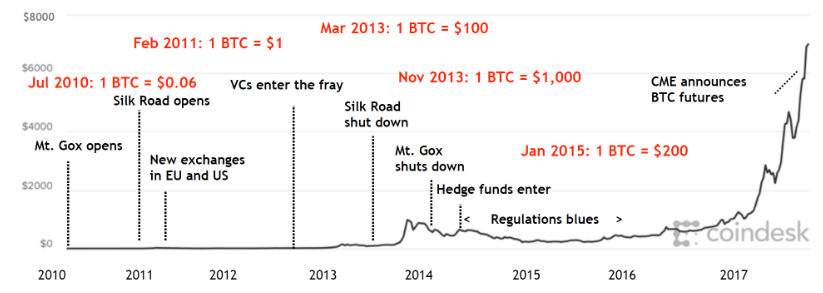 $8000
Mar 2013: 1 BTC = $100
Feb 2011: 1 BTC = $1
$6000
Jul 2010: 1 BTC = $0.06
VCs enter the fray
Nov 2013: 1 BTC = $1,000
CME announces
BTC futures
Silk Road opens
Silk Road
shut down
$4000
Mt. Gox opens
New exchanges
in EU and US
Mt. Gox
shuts down
Jan 2015: 1 BTC = $200
$2000
Hedge funds enter
< Regulations blues >
$0
coindesk
2010 2011 2012 2013 2014 2015 2016 2017